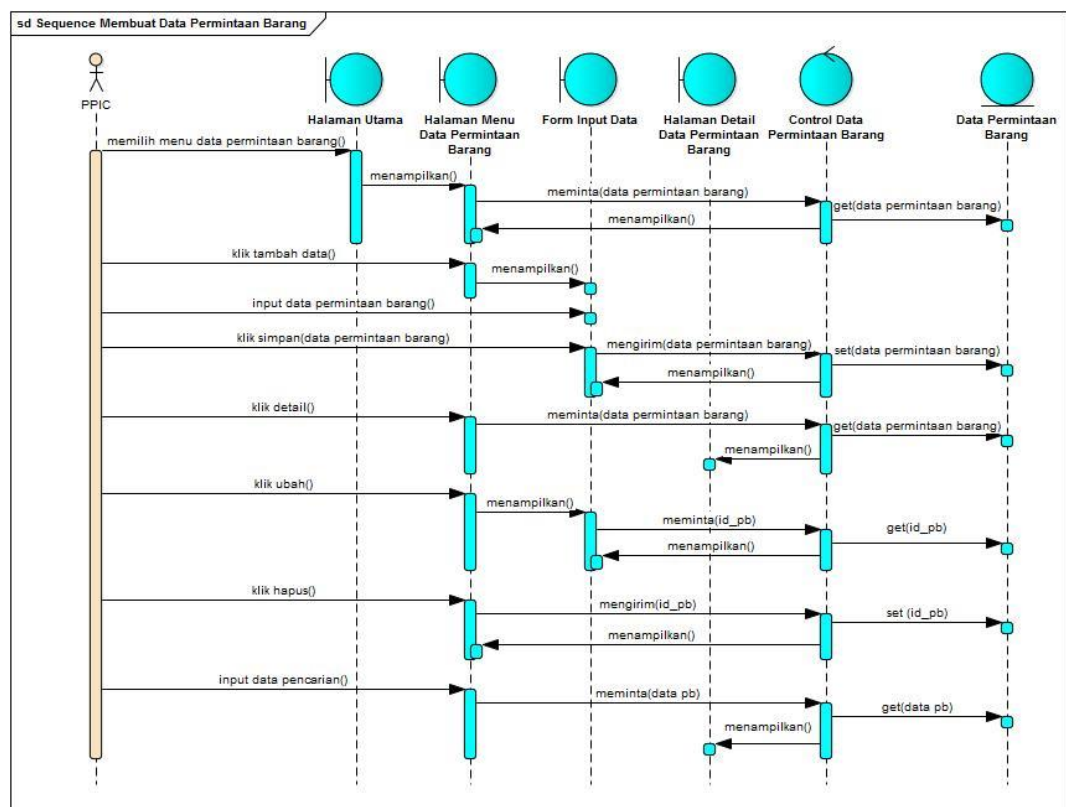 sd Sequence Membuat Data Permintaan Barang
PPIC
Halaman Utama
Halaman Menu
Data Permintaan
Barang
Form Input Data
Halaman Detail
Data Permintaan
Barang
Control Data
Permintaan Barang
Data Permintaan
Barang
memilih menu data permintaan barang()
menampilkan()
meminta(data permintaan barang)
get(data permintaan barang)
menampilkan()
klik tambah data()
menampilkan()
input data permintaan barang()
klik simpan(data permintaan barang)
mengirim(data permintaan barang)
set(data permintaan barang)
menampilkan()
klik detail()
meminta(data permintaan barang)
get(data permintaan barang)
menampilkan()
klik ubah()
menampilkan()
meminta(id_pb)
get(id_pb)
menampilkan()
klik hapus()
mengirim(id_pb)
set (id_pb)
menampilkan()
input data pencarian()
meminta(data pb)
get(data pb)
menampilkan()